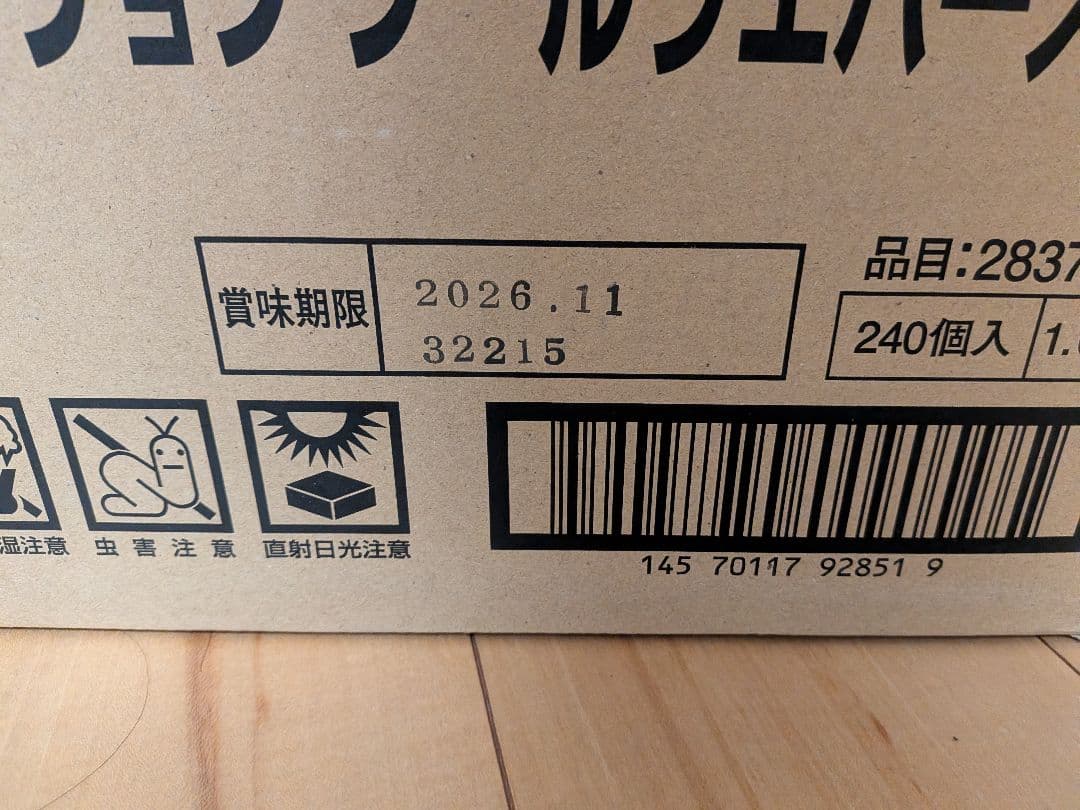 賞味期限
2026.11
32215
品目:2837
240個入
湿注意
虫害注意
直射日光注意
145 70117 92851 9